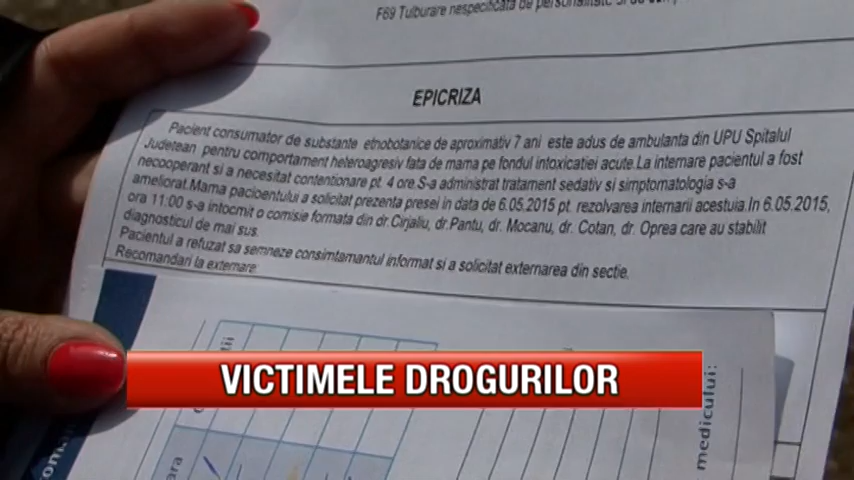 F69 Tulburare nespecificata de personalitate si de
EPICRIZA
Pacient consumator de substante etnobotanice de aproximativ 7 ani este adus de ambulanta din UPU Spitalul
Judetean pentru comportament heteroagresiv fata de mama pe fondul intoxicatiei acute.La internare pacientul a fost
necooperant si a necesitat contentionare pt. 4 ore.S-a administrat tratament sedativ si simptomatologia s-a
ameliorat.Mama pacioentului a solicitat prezenta presei in data de 6.05.2015 pt. rezolvarea internarii acestuia.In 6.05.2015,
ora 11:00 s-a intocmit o comisie formata din dr.Cirjaliu, dr.Pantu, dr. Mocanu, dr. Cotan, dr. Oprea care au stabilit
diagnosticul de mai sus.
Pacientul a refuzat sa semneze consimtamantul informat si a solicitat externarea din sectie.
Recomandari la externare:
VICTIMELE DROGURILOR
medicului: